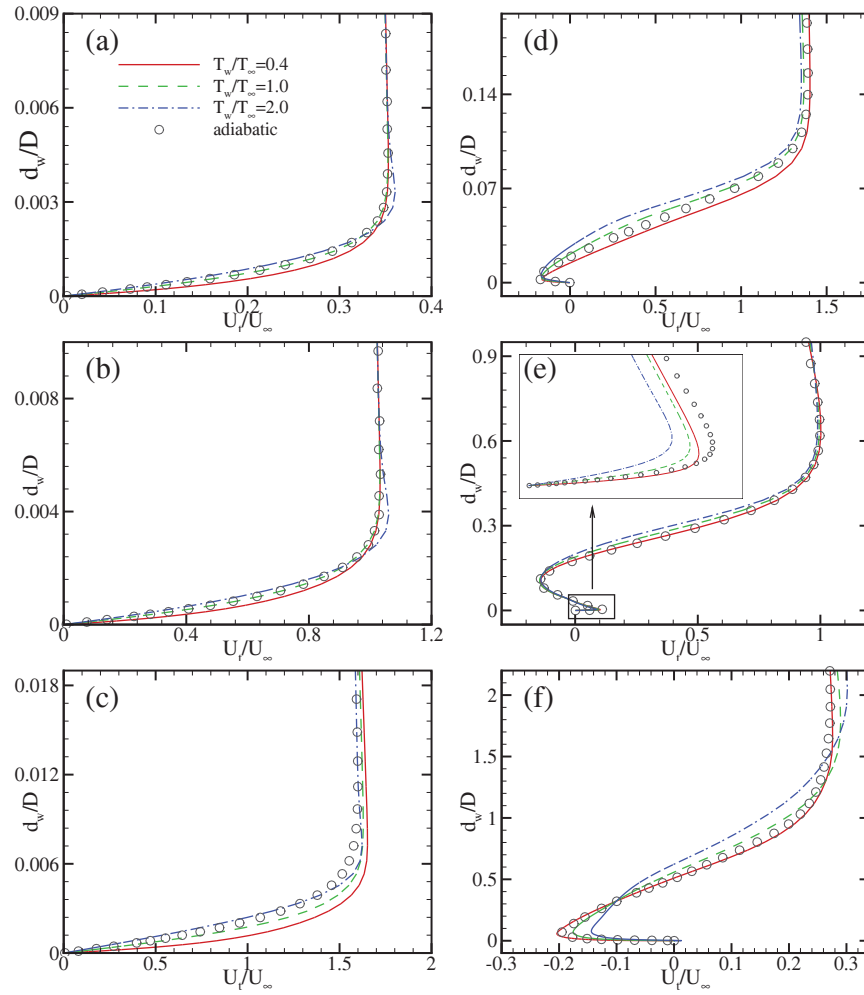 (a)
T_w/T_∞=0.4
T_w/T_∞=1.0
T_w/T_∞=2.0
adiabatic
d_w/D
0.009
0.006
0.003
0
0 0.1 0.2 0.3 0.4
U_t/U_∞
(d)
d_w/D
0.14
0.07
0
0 0.5 1 1.5
U_t/U_∞
(b)
d_w/D
0.008
0.004
0
0 0.4 0.8 1.2
U_t/U_∞
(e)
d_w/D
0.9
0.6
0.3
0
0 0.5 1
U_t/U_∞
(c)
d_w/D
0.018
0.012
0.006
0
0 0.5 1 1.5 2
U_t/U_∞
(f)
d_w/D
2
1.5
1
0.5
0
-0.3 -0.2 -0.1 0 0.1 0.2 0.3
U_t/U_∞